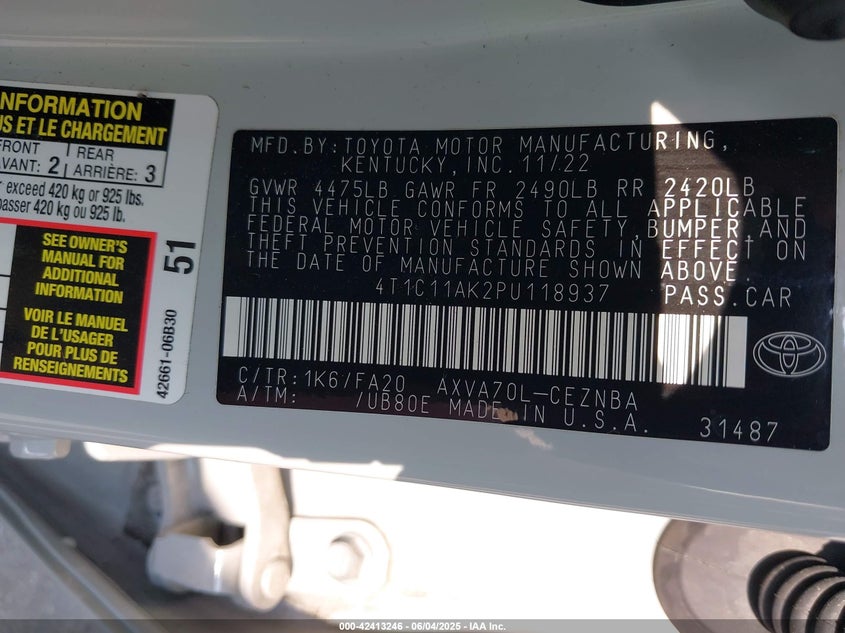 NFORMATION
US ET LE CHARGEMENT
FRONT
AVANT: 2
REAR
ARRIÈRE: 3
exceed 420 kg or 925 lbs.
passer 420 kg ou 925 lb.
SEE OWNER'S
MANUAL FOR
ADDITIONAL
INFORMATION
VOIR LE MANUEL
DE L'USAGER
POUR PLUS DE
RENSEIGNEMENTS
51
42661-06B30
MFD.BY:TOYOTA MOTOR MANUFACTURING,
KENTUCKY,INC.11/22
GVWR 4475LB GAWR FR 2490LB RR 2420LB
THIS VEHICLE CONFORMS TO ALL APPLICABLE
FEDERAL MOTOR VEHICLE SAFETY,BUMPER,AND
THEFT PREVENTION STANDARDS IN EFFECT ON
THE DATE OF MANUFACTURE SHOWN ABOVE.
4T1C11AK2PU118937 PASS.CAR
C/TR:1K6/FA20 AXVA70L-CEZNBA
A/TM: /UB80E MADE IN U.S.A.
31487
000-42413246 - 06/04/2025 - IAA Inc.